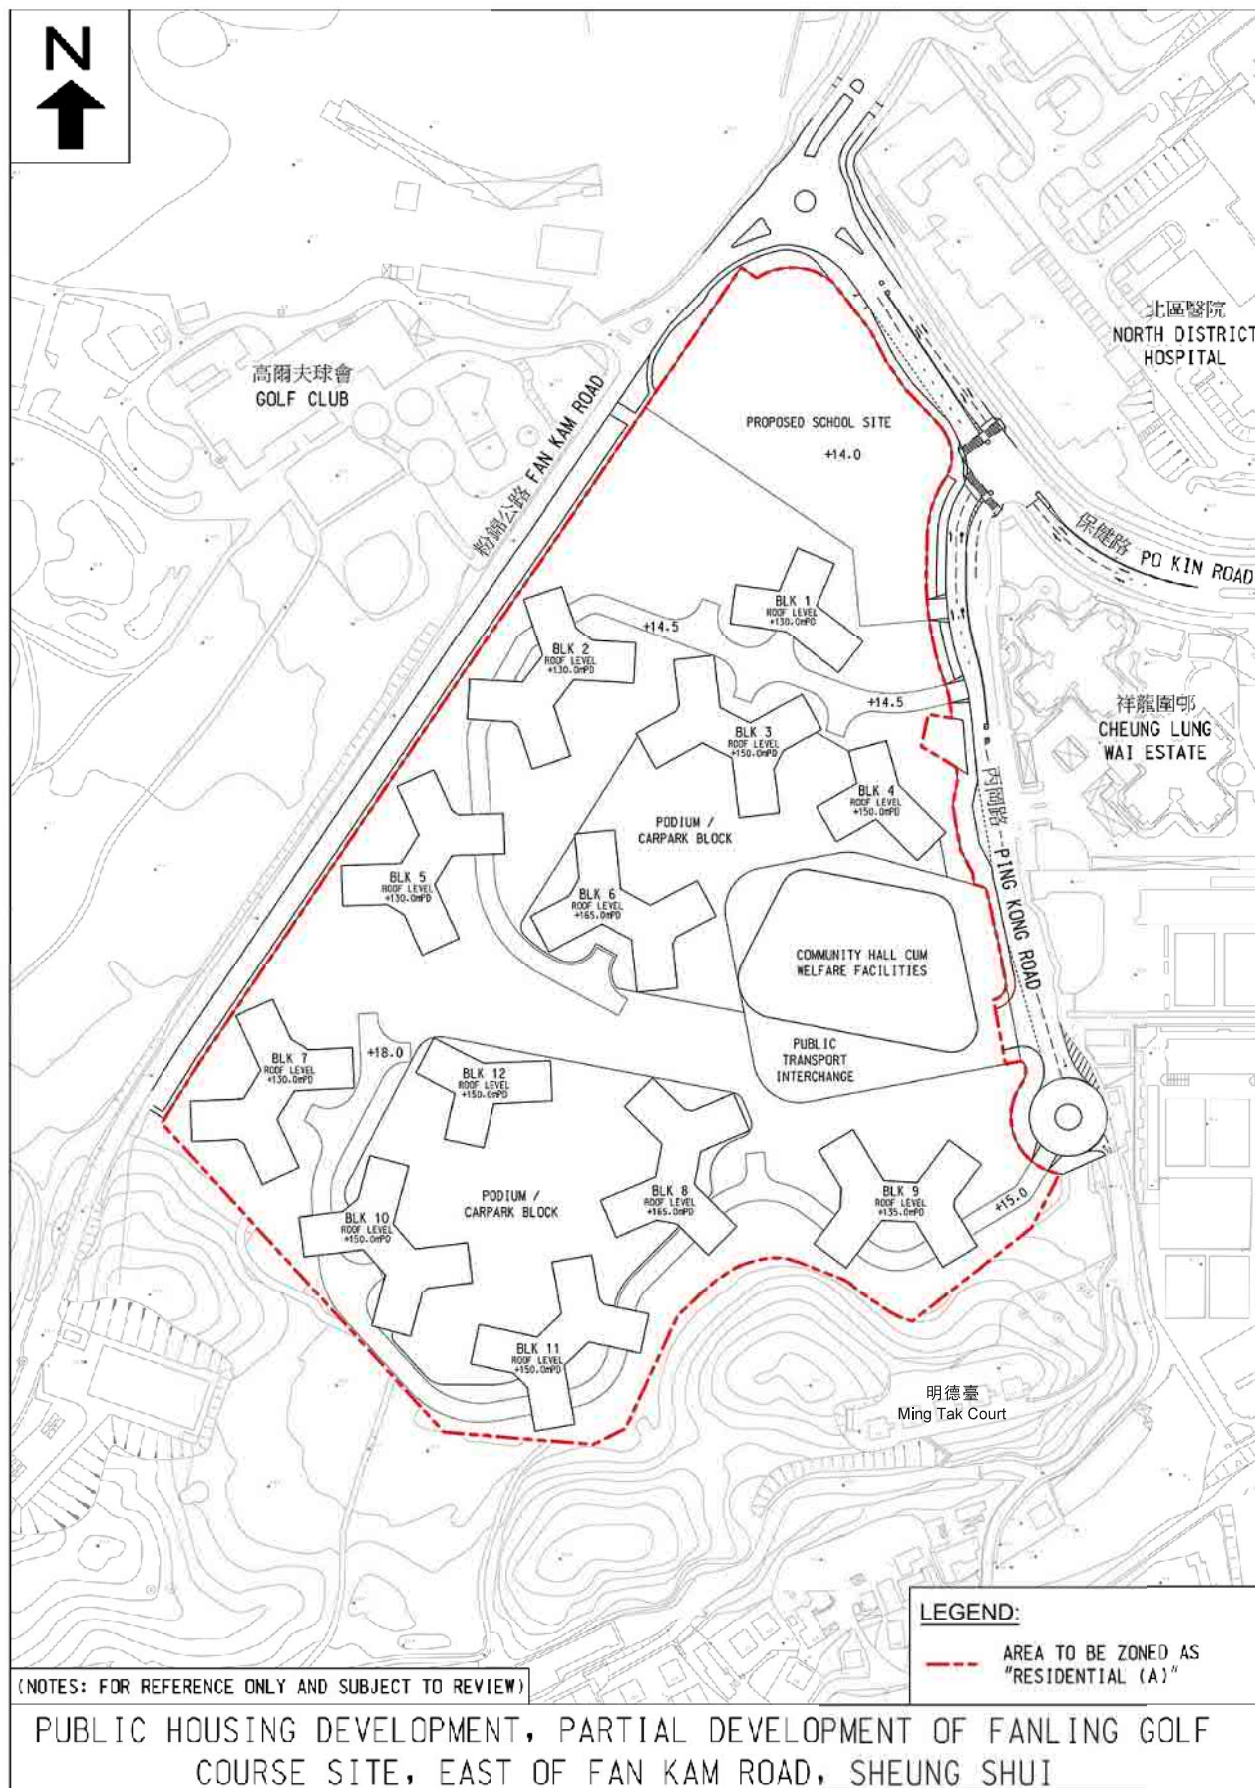 N
北區醫院
NORTH DISTRICT
HOSPITAL
高爾夫球會
GOLF CLUB
粉錦公路 FAN KAM ROAD
PROPOSED SCHOOL SITE
+14.0
保健路 PO KIN ROAD
BLK 1
ROOF LEVEL
+130.0mPD
+14.5
BLK 2
ROOF LEVEL
+130.0mPD
+14.5
祥龍圍邨
CHEUNG LUNG
WAI ESTATE
BLK 3
ROOF LEVEL
+150.0mPD
BLK 4
ROOF LEVEL
+150.0mPD
丙岡路 PING KONG ROAD
PODIUM /
CARPARK BLOCK
BLK 5
ROOF LEVEL
+130.0mPD
BLK 6
ROOF LEVEL
+165.0mPD
COMMUNITY HALL CUM
WELFARE FACILITIES
PUBLIC
TRANSPORT
INTERCHANGE
BLK 7
ROOF LEVEL
+130.0mPD
+18.0
BLK 12
ROOF LEVEL
+150.0mPD
BLK 8
ROOF LEVEL
+165.0mPD
BLK 9
ROOF LEVEL
+135.0mPD
+15.0
PODIUM /
CARPARK BLOCK
BLK 10
ROOF LEVEL
+150.0mPD
BLK 11
ROOF LEVEL
+150.0mPD
明德臺
Ming Tak Court
LEGEND:
AREA TO BE ZONED AS
"RESIDENTIAL (A)"
(NOTES: FOR REFERENCE ONLY AND SUBJECT TO REVIEW)
PUBLIC HOUSING DEVELOPMENT, PARTIAL DEVELOPMENT OF FANLING GOLF
COURSE SITE, EAST OF FAN KAM ROAD, SHEUNG SHUI